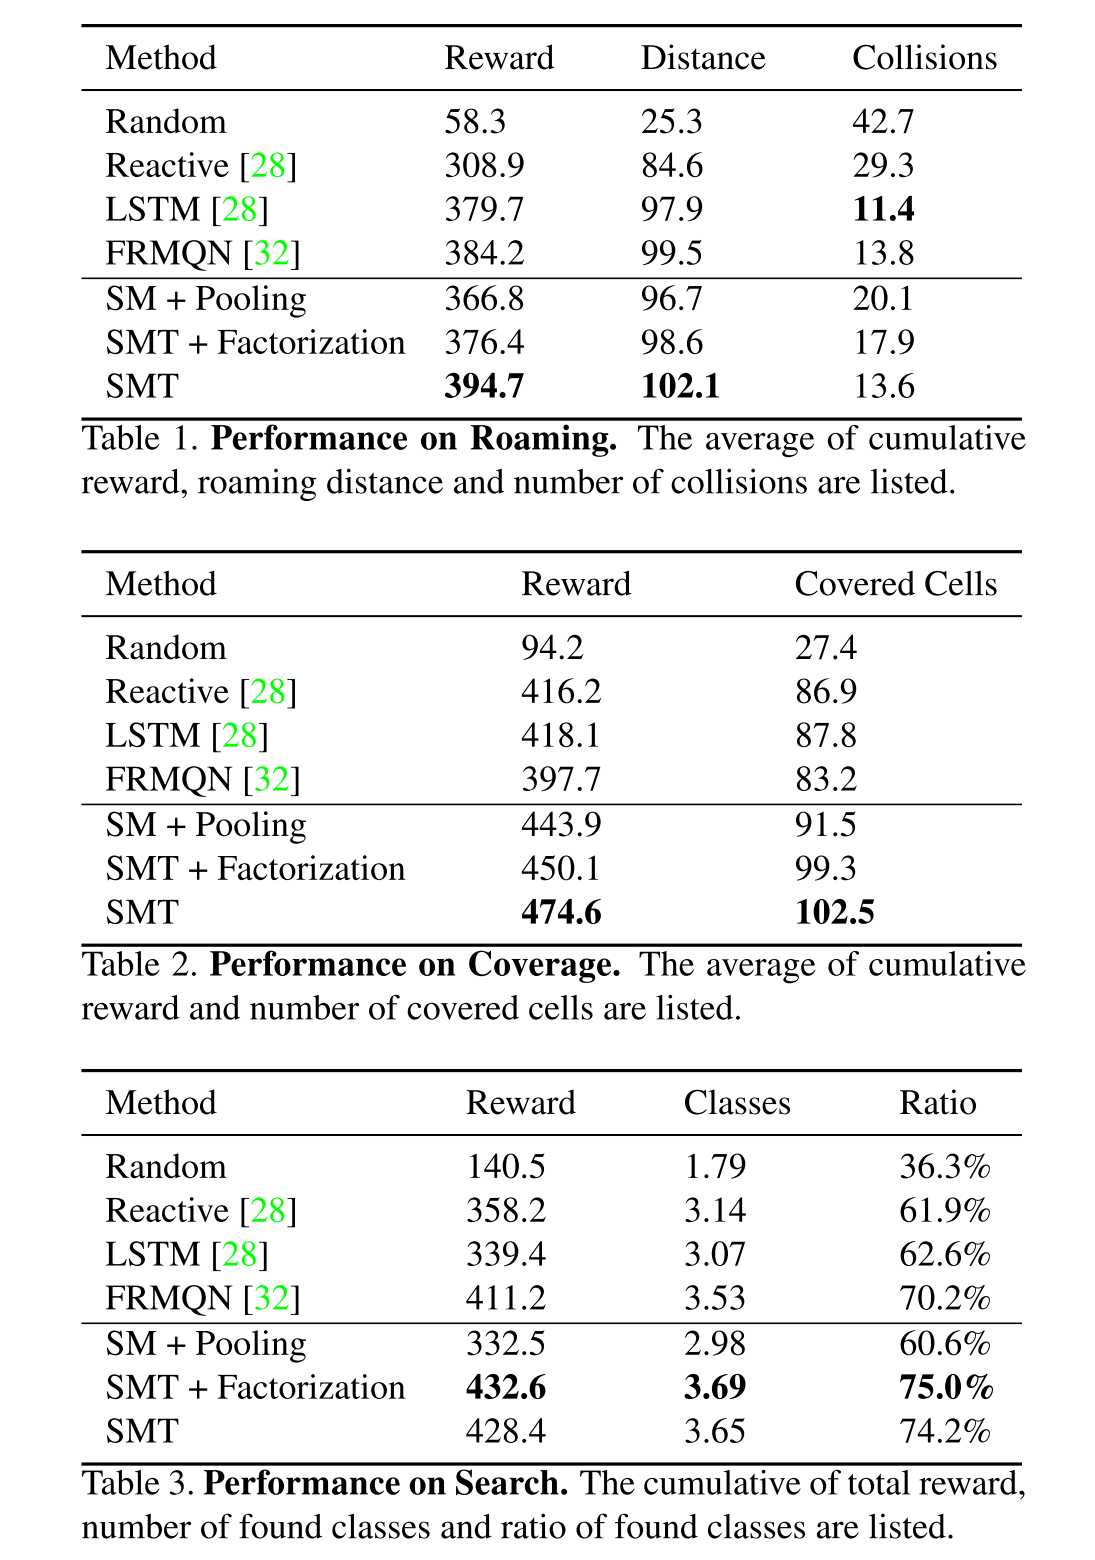 Method Reward Distance Collisions
Random 58.3 25.3 42.7
Reactive [28] 308.9 84.6 29.3
LSTM [28] 379.7 97.9 11.4
FRMQN [32] 384.2 99.5 13.8
SM + Pooling 366.8 96.7 20.1
SMT + Factorization 376.4 98.6 17.9
SMT 394.7 102.1 13.6
Table 1. Performance on Roaming. The average of cumulative
reward, roaming distance and number of collisions are listed.
Method Reward Covered Cells
Random 94.2 27.4
Reactive [28] 416.2 86.9
LSTM [28] 418.1 87.8
FRMQN [32] 397.7 83.2
SM + Pooling 443.9 91.5
SMT + Factorization 450.1 99.3
SMT 474.6 102.5
Table 2. Performance on Coverage. The average of cumulative
reward and number of covered cells are listed.
Method Reward Classes Ratio
Random 140.5 1.79 36.3%
Reactive [28] 358.2 3.14 61.9%
LSTM [28] 339.4 3.07 62.6%
FRMQN [32] 411.2 3.53 70.2%
SM + Pooling 332.5 2.98 60.6%
SMT + Factorization 432.6 3.69 75.0%
SMT 428.4 3.65 74.2%
Table 3. Performance on Search. The cumulative of total reward,
number of found classes and ratio of found classes are listed.